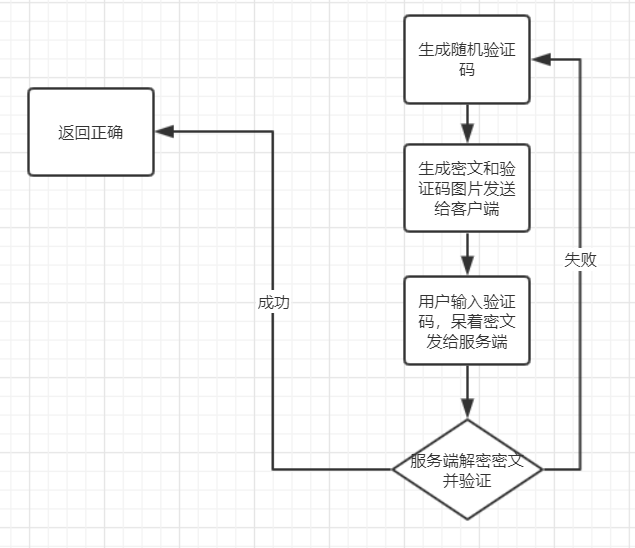 生成随机验证
码
返回正确
生成密文和验
证码图片发送
给客户端
失败
成功
用户输入验证
码，呆着密文
发给服务端
服务端解密密文
并验证